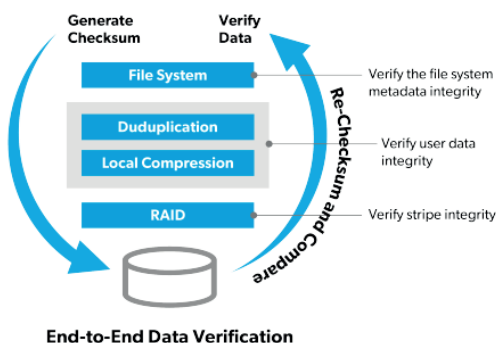 Generate
Checksum
Verify
Data
File System
Verify the file system
metadata integrity
Duduplication
Local Compression
Verify user data
integrity
RAID
Verify stripe integrity
Re-Checksum and Compare
End-to-End Data Verification